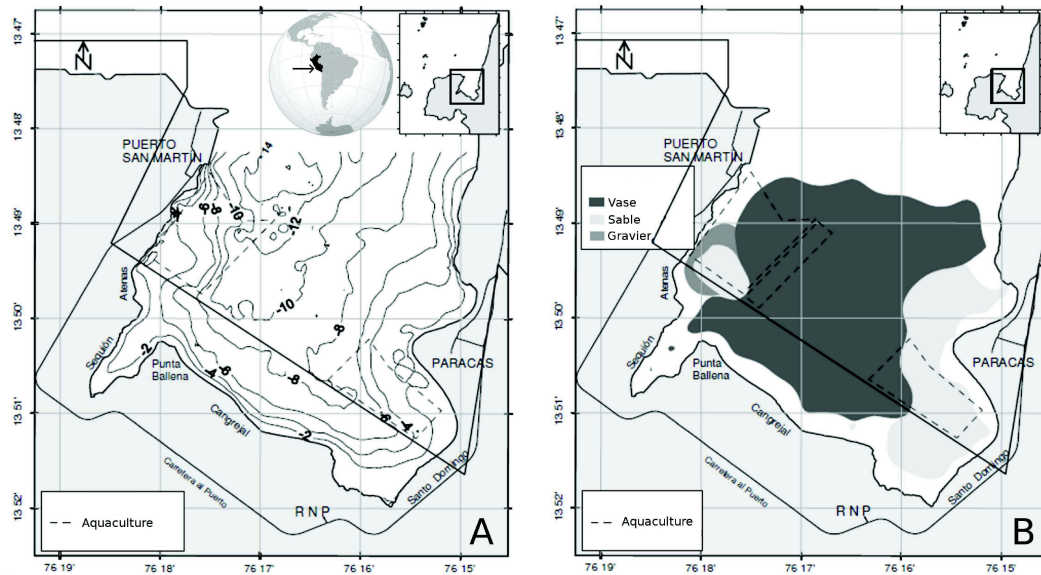 13 47'
13 48'
13 49'
13 50'
13 51'
13 52'
N
PUERTO
SAN MARTIN
-14
-6
-8
-10
-12
-10
-8
-8
-2
-4
-6
-2
-6
-4
Atenas
Sequión
Punta
Ballena
Cangrejal
Carretera al Puerto
PARACAS
Santo Domingo
RNP
Aquaculture
A
76 19'
76 18'
76 17'
76 16'
76 15'
13 47'
13 48'
13 49'
13 50'
13 51'
13 52'
N
PUERTO
SAN MARTIN
Vase
Sable
Gravier
Atenas
Sequión
Punta
Ballena
Cangrejal
Carretera al Puerto
PARACAS
Santo Domingo
RNP
Aquaculture
B
76 19'
76 18'
76 17'
76 16'
76 15'